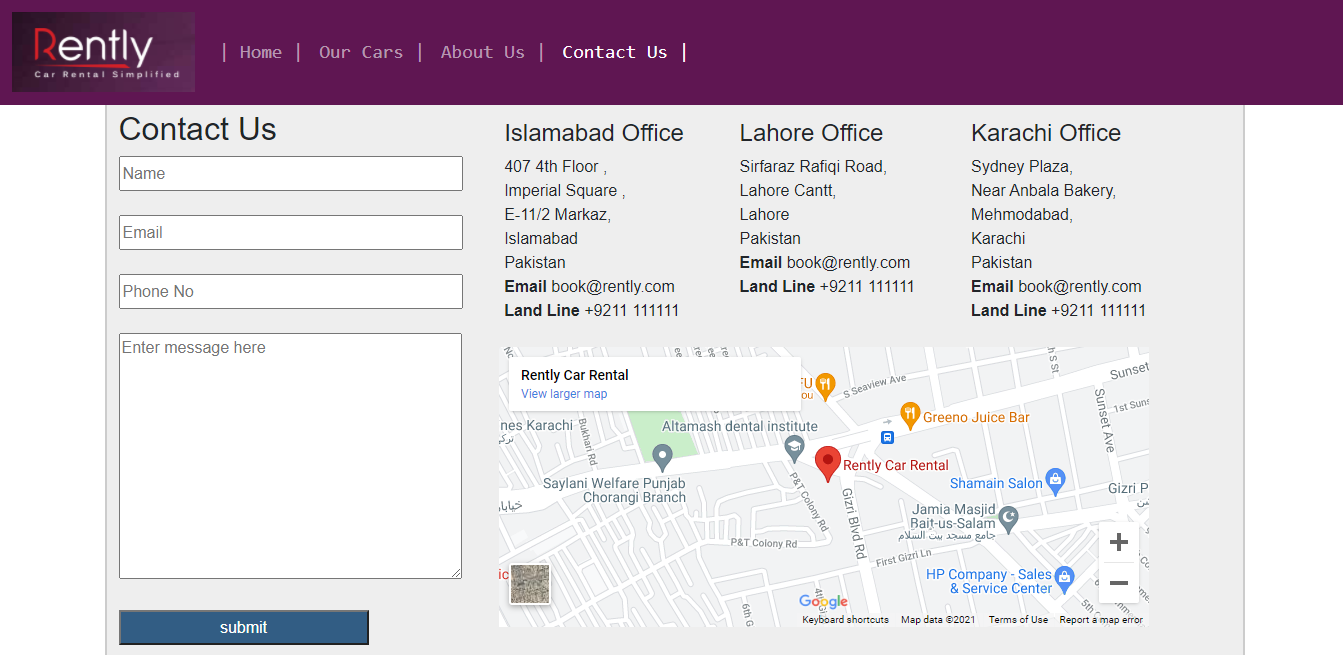 Rently
Car Rental Simplified
| Home | Our Cars | About Us | Contact Us |
Contact Us
Name
Email
Phone No
Enter message here
submit
Islamabad Office
407 4th Floor ,
Imperial Square ,
E-11/2 Markaz,
Islamabad
Pakistan
Email book@rently.com
Land Line +9211 111111
Lahore Office
Sirfaraz Rafiqi Road,
Lahore Cantt,
Lahore
Pakistan
Email book@rently.com
Land Line +9211 111111
Karachi Office
Sydney Plaza,
Near Anbala Bakery,
Mehmodabad,
Karachi
Pakistan
Email book@rently.com
Land Line +9211 111111
Rently Car Rental
View larger map
S Seaview Ave
S St
Sunset
1st Suns
Sunset Ave
Greeno Juice Bar
nes Karachi
Bukhari Rd
Altamash dental institute
Rently Car Rental
Saylani Welfare Punjab
Chorangi Branch
P&T Colony Rd
Gizri Blvd Rd
Shamain Salon
Gizri P
Jamia Masjid
Bait-us-Salam
جامع مسجد بيت السلام
P&T Colony Rd
First Gizri Ln
HP Company - Sales
& Service Center
6th G
Google
Keyboard shortcuts
Map data ©2021
Terms of Use
Report a map error